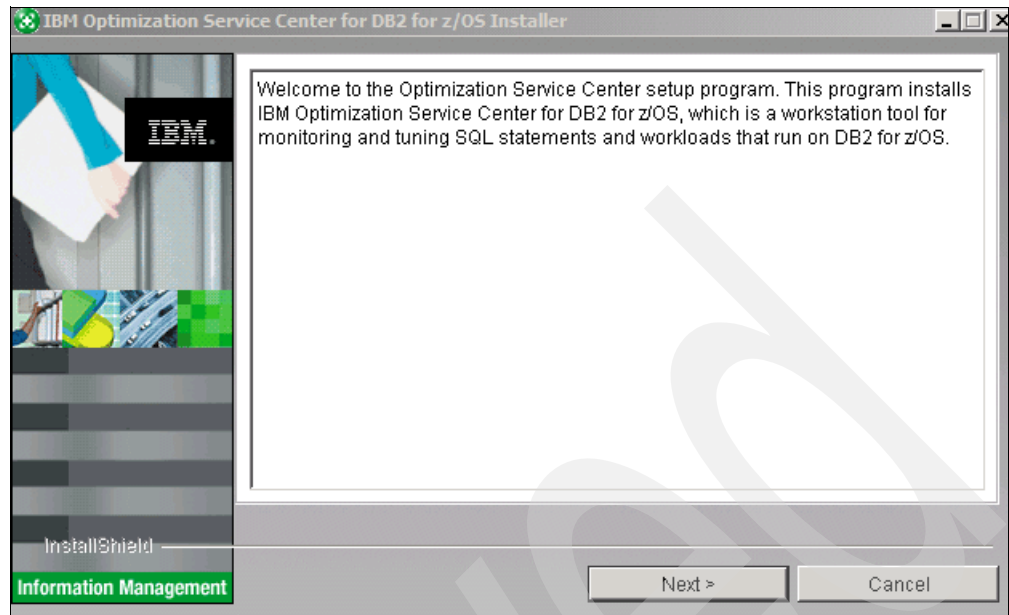 IBM Optimization Service Center for DB2 for z/OS Installer
IBM.
Welcome to the Optimization Service Center setup program. This program installs
IBM Optimization Service Center for DB2 for z/OS, which is a workstation tool for
monitoring and tuning SQL statements and workloads that run on DB2 for z/OS.
InstallShield
Information Management
Next >
Cancel